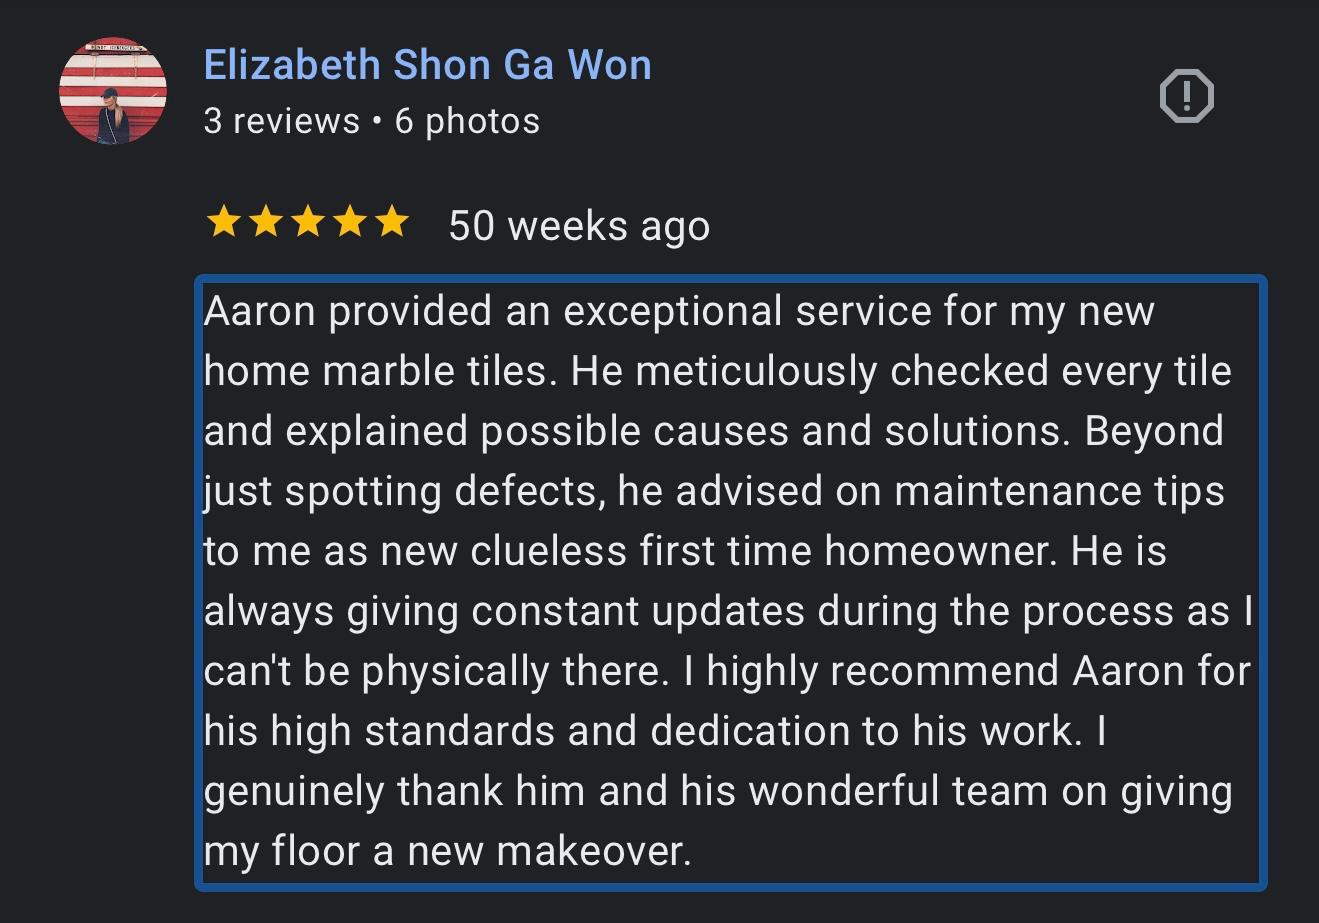 Elizabeth Shon Ga Won
3 reviews • 6 photos
50 weeks ago
Aaron provided an exceptional service for my new
home marble tiles. He meticulously checked every tile
and explained possible causes and solutions. Beyond
just spotting defects, he advised on maintenance tips
to me as new clueless first time homeowner. He is
always giving constant updates during the process as I
can't be physically there. I highly recommend Aaron for
his high standards and dedication to his work. I
genuinely thank him and his wonderful team on giving
my floor a new makeover.